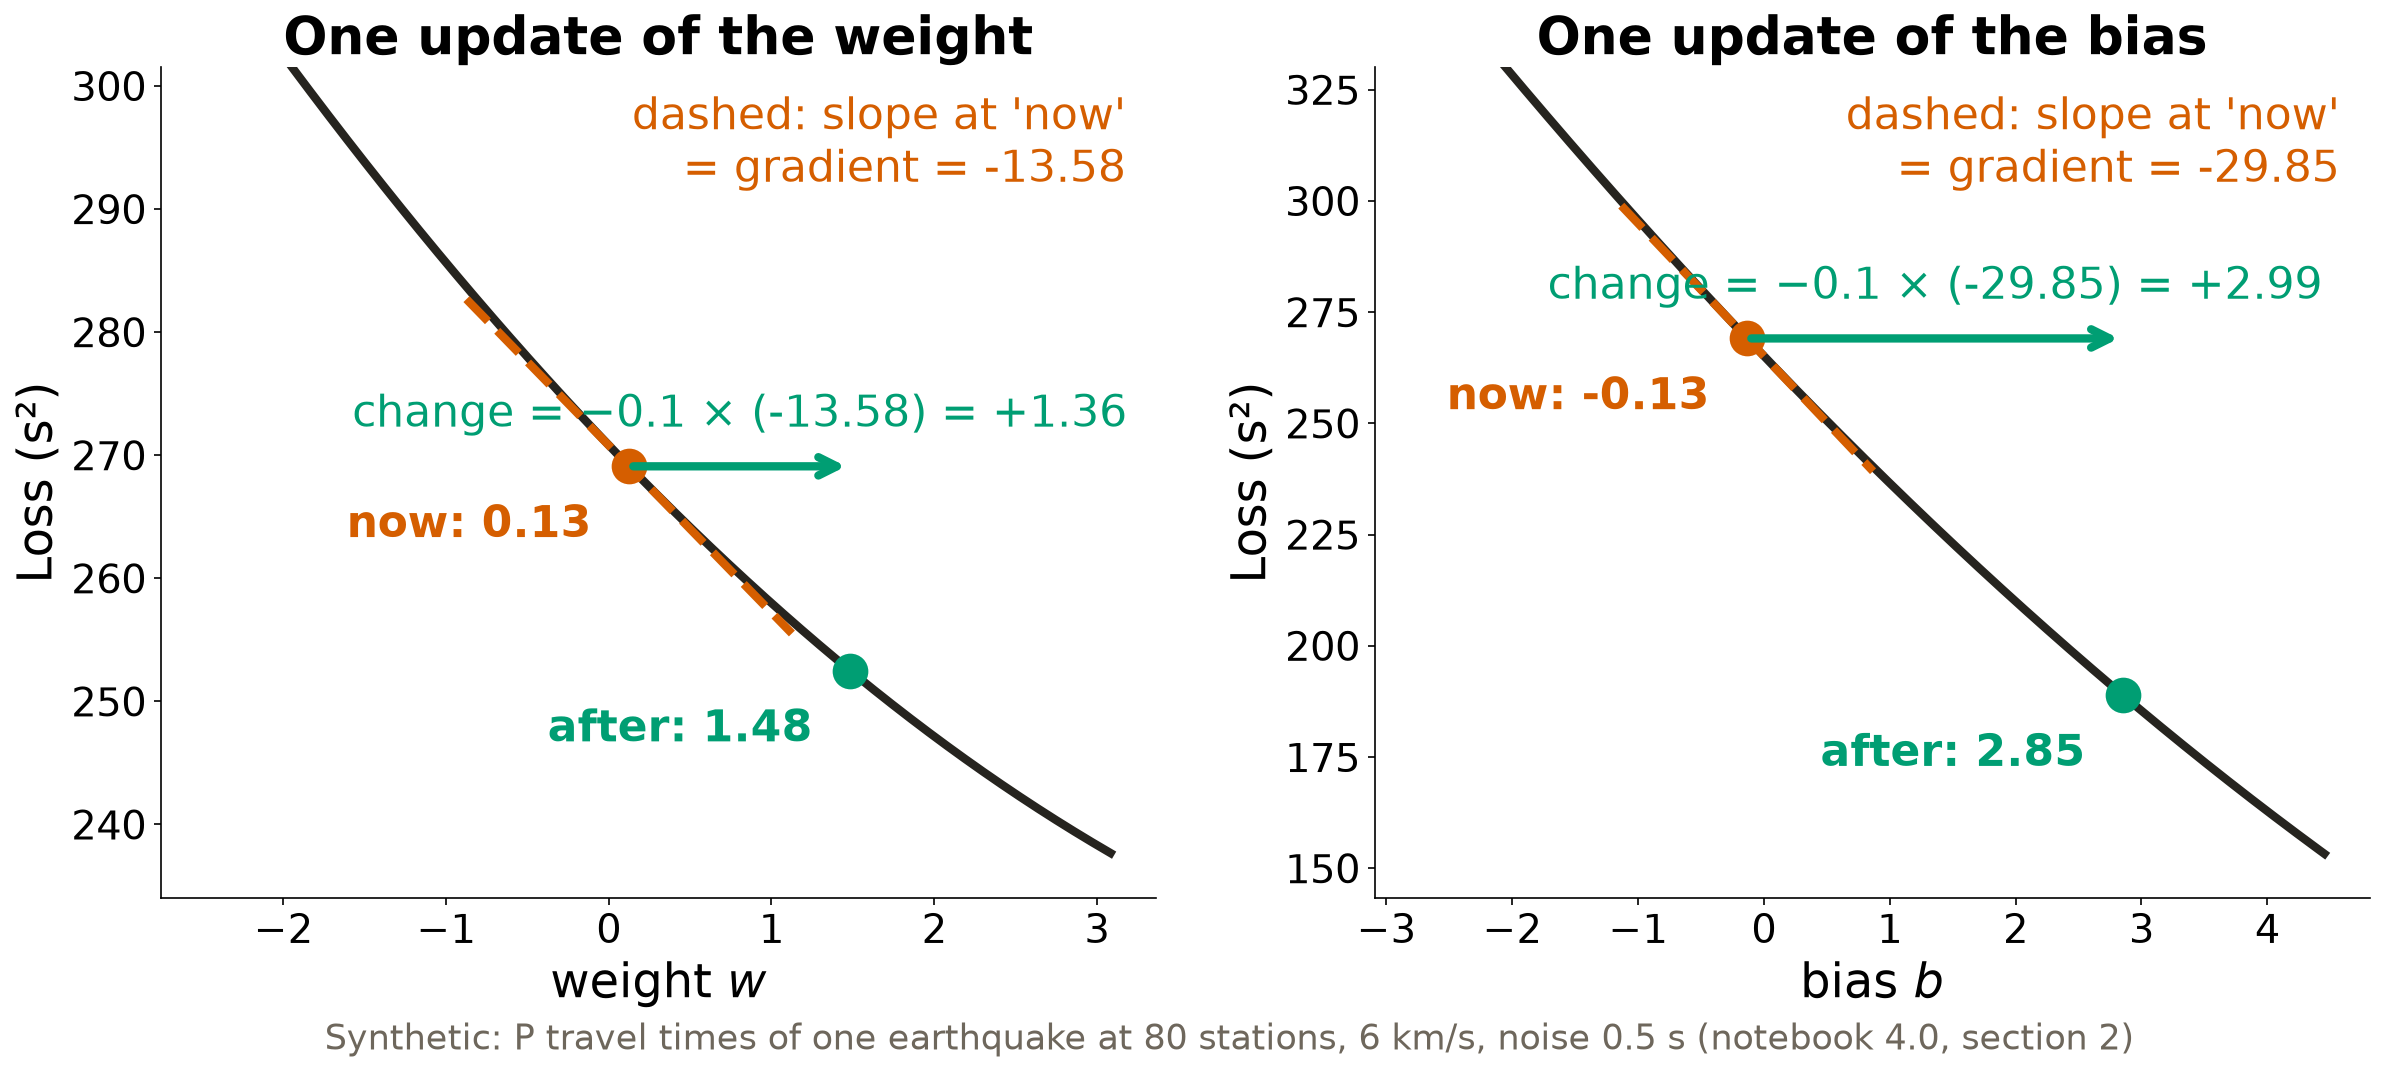 One update of the weight
300
290
280
270
260
250
240
Loss (s²)
dashed: slope at 'now'
= gradient = -13.58
change = −0.1 × (-13.58) = +1.36
now: 0.13
after: 1.48
−2
−1
0
1
2
3
weight w
One update of the bias
325
300
275
250
225
200
175
150
Loss (s²)
dashed: slope at 'now'
= gradient = -29.85
change = −0.1 × (-29.85) = +2.99
now: -0.13
after: 2.85
−3
−2
−1
0
1
2
3
4
bias b
Synthetic: P travel times of one earthquake at 80 stations, 6 km/s, noise 0.5 s (notebook 4.0, section 2)